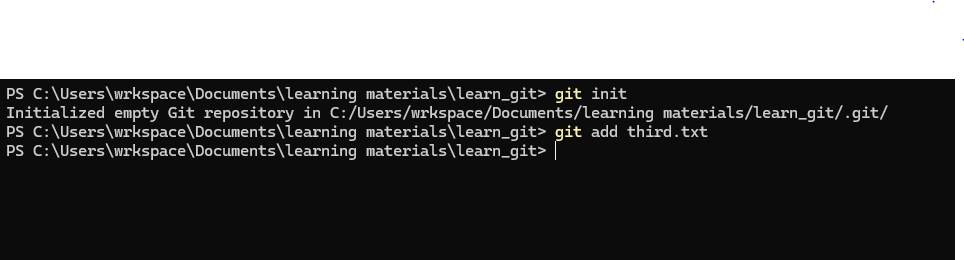 PS C:\Users\wrkspace\Documents\learning materials\learn_git> git init
Initialized empty Git repository in C:/Users/wrkspace/Documents/learning materials/learn_git/.git/
PS C:\Users\wrkspace\Documents\learning materials\learn_git> git add third.txt
PS C:\Users\wrkspace\Documents\learning materials\learn_git>